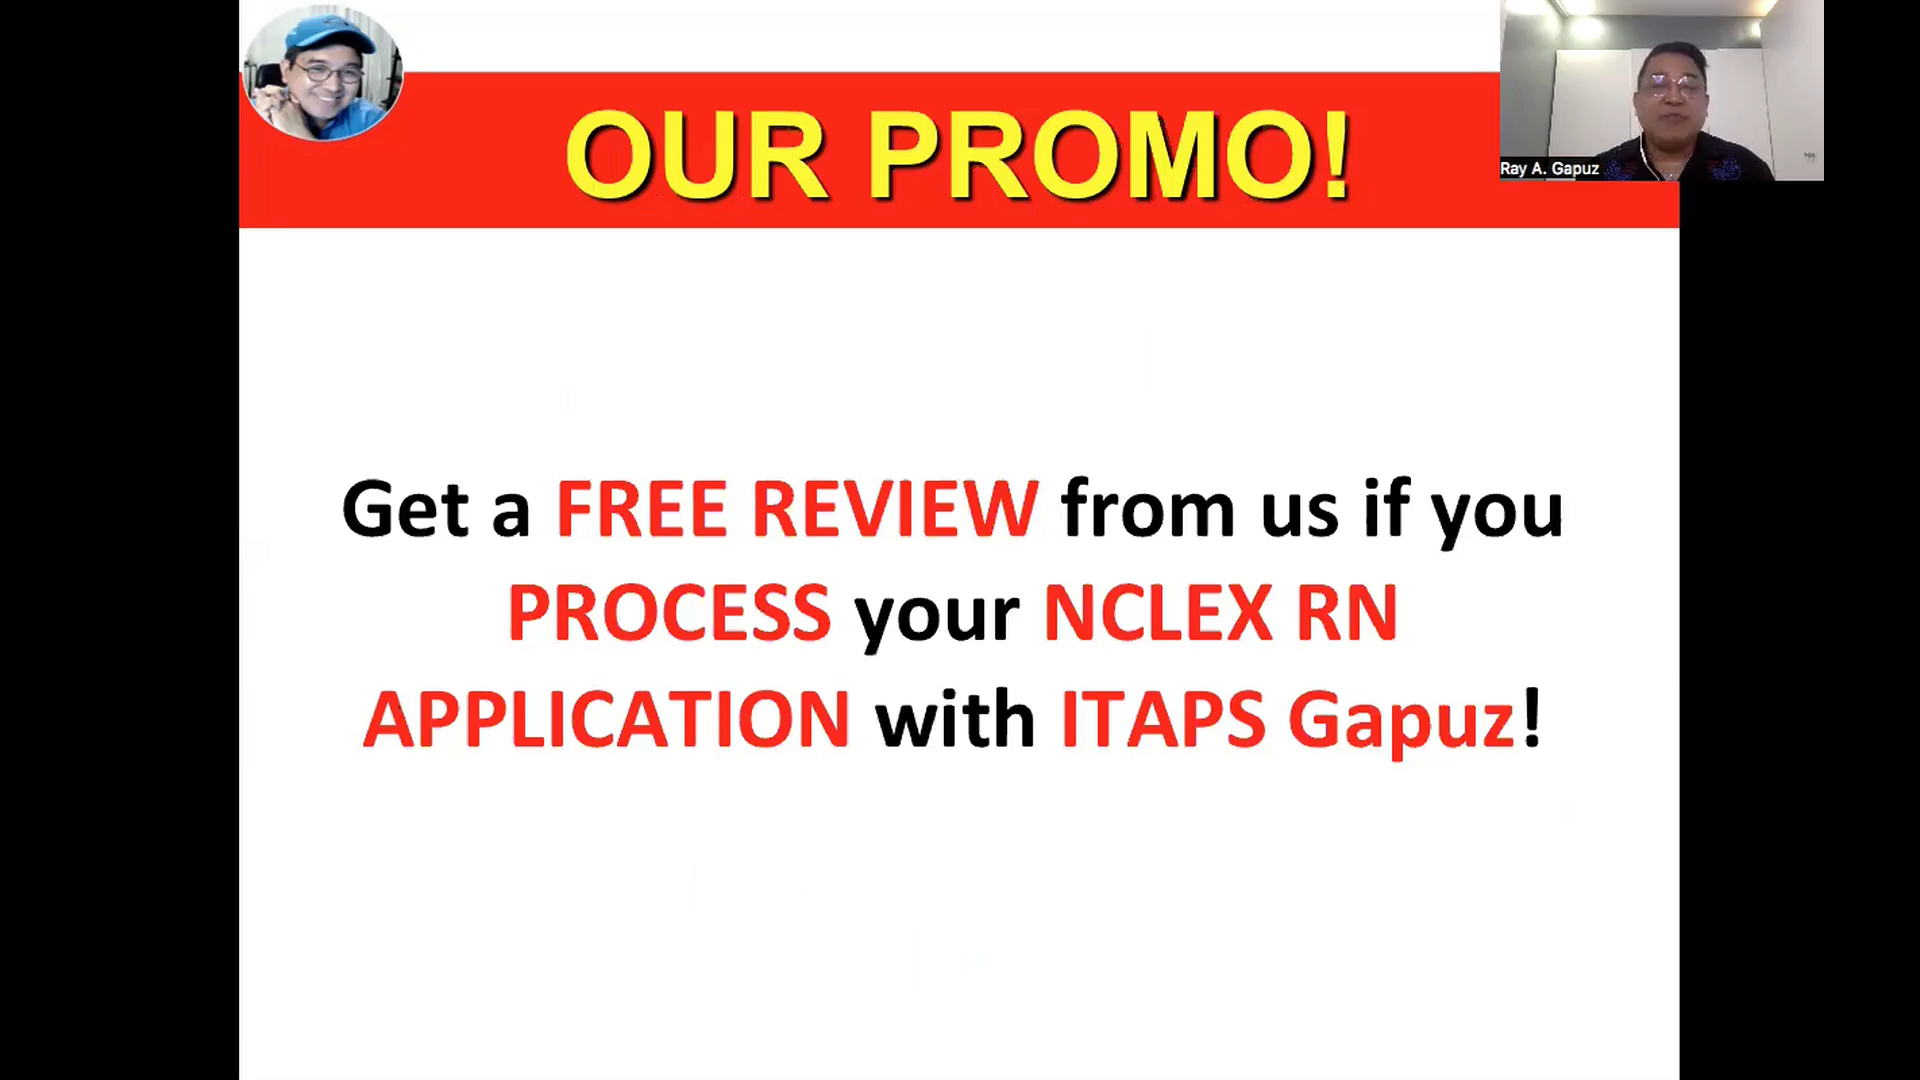 OUR PROMO!
Ray A. Gapuz
Get a FREE REVIEW from us if you
PROCESS your NCLEX RN
APPLICATION with ITAPS Gapuz!